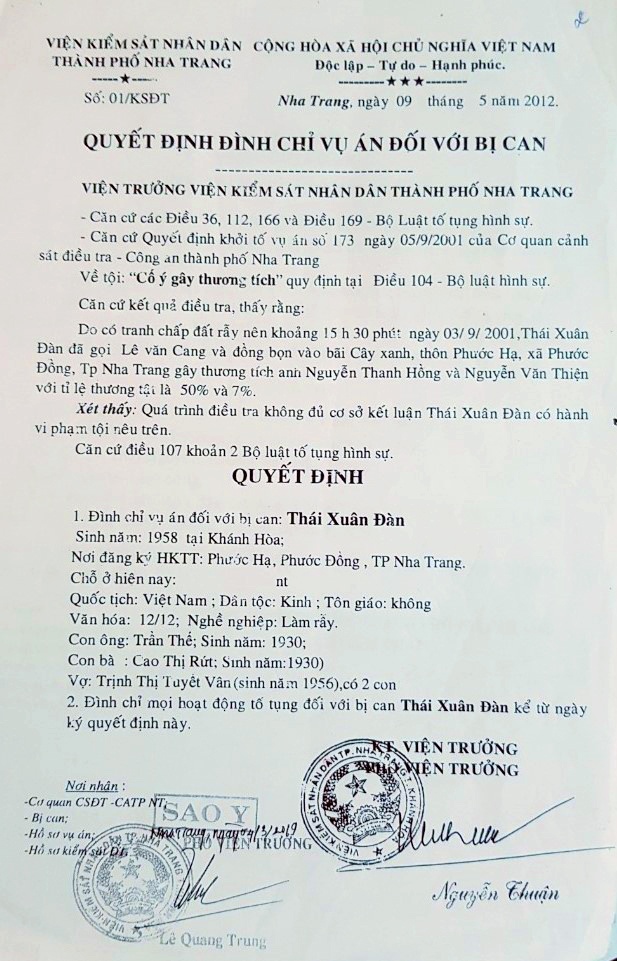 2
VIỆN KIỂM SÁT NHÂN DÂN CỘNG HÒA XÃ HỘI CHỦ NGHĨA VIỆT NAM
THÀNH PHỐ NHA TRANG Độc lập – Tự do – Hạnh phúc.
-----★-----
--------★★★--------
Số: 01/KSĐT Nha Trang, ngày 09 tháng 5 năm 2012.
QUYẾT ĐỊNH ĐÌNH CHỈ VỤ ÁN ĐỐI VỚI BỊ CAN
------------------------------
VIỆN TRƯỞNG VIỆN KIỂM SÁT NHÂN DÂN THÀNH PHỐ NHA TRANG
- Căn cứ các Điều 36, 112, 166 và Điều 169 - Bộ Luật tố tụng hình sự.
- Căn cứ Quyết định khởi tố vụ án số 173 ngày 05/9/2001 của Cơ quan cảnh
sát điều tra - Công an thành phố Nha Trang
Về tội: “Cố ý gây thương tích” quy định tại Điều 104 - Bộ luật hình sự.
Căn cứ kết quả điều tra, thấy rằng:
Do có tranh chấp đất rẫy nên khoảng 15 h 30 phút ngày 03/ 9/ 2001,Thái Xuân
Đàn đã gọi Lê văn Cang và đồng bọn vào bãi Cây xanh, thôn Phước Hạ, xã Phước
Đồng, Tp Nha Trang gây thương tích anh Nguyễn Thanh Hồng và Nguyễn Văn Thiện
với tỉ lệ thương tật là 50% và 7%.
Xét thấy: Quá trình điều tra không đủ cơ sở kết luận Thái Xuân Đàn có hành
vi phạm tội nêu trên.
Căn cứ điều 107 khoản 2 Bộ luật tố tụng hình sự.
QUYẾT ĐỊNH
1. Đình chỉ vụ án đối với bị can: Thái Xuân Đàn
Sinh năm: 1958 tại Khánh Hòa;
Nơi đăng ký HKTT: Phước Hạ, Phước Đồng , TP Nha Trang.
Chỗ ở hiên nay: nt
Quốc tịch: Việt Nam ; Dân tộc: Kinh ; Tôn giáo: không
Văn hóa: 12/12; Nghề nghiệp: Làm rẫy.
Con ông: Trần Thế; Sinh năm: 1930;
Con bà : Cao Thị Rứt; Sinh năm:1930)
Vợ: Trịnh Thị Tuyết Vân(sinh năm 1956),có 2 con
2. Đình chỉ mọi hoạt động tố tụng đối với bị can Thái Xuân Đàn kể từ ngày
ký quyết định này.
KT. VIỆN TRƯỞNG
PHÓ VIỆN TRƯỞNG
Nơi nhận :
-Cơ quan CSĐT -CATP NT;
- Bị can;
-Hồ sơ vụ án;
-Hồ sơ kiểm sát ĐT.
SAO Y
Nha Trang, ngày 04/3/2019
PHÓ VIỆN TRƯỞNG
VIỆN KIỂM SÁT NHÂN DÂN TP. NHA TRANG
Nguyễn Thuận
Lê Quang Trung